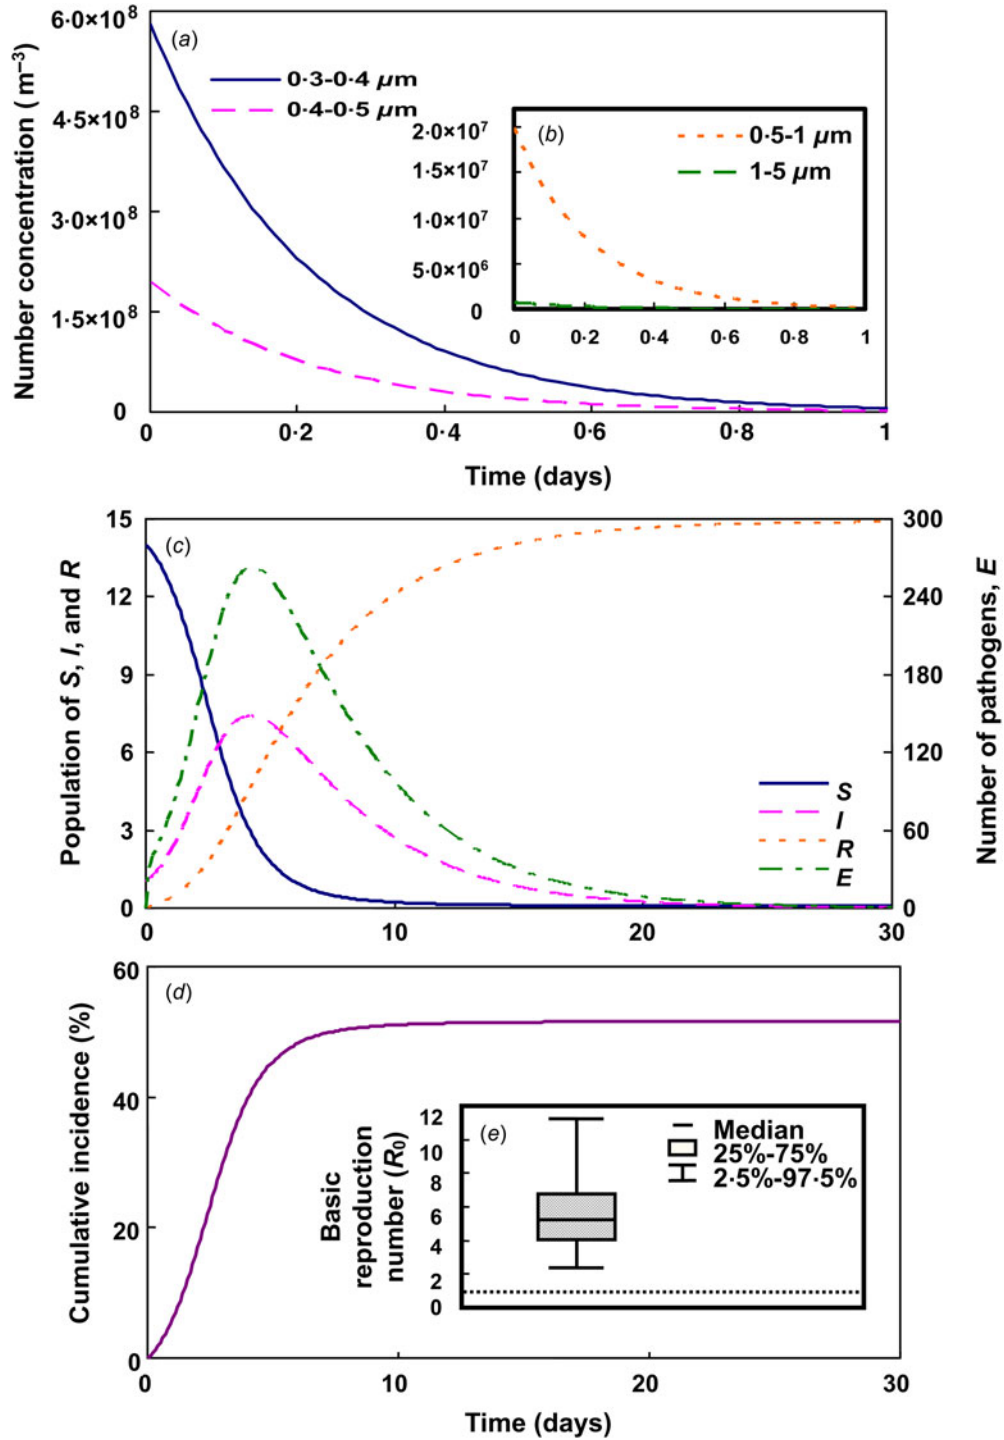 (a)
Number concentration (m⁻³)
6·0×10⁸
4·5×10⁸
3·0×10⁸
1·5×10⁸
0
0·3-0·4 µm
0·4-0·5 µm
(b)
2·0×10⁷
1·5×10⁷
1·0×10⁷
5·0×10⁶
0
0·5-1 µm
1-5 µm
0 0·2 0·4 0·6 0·8 1
0 0·2 0·4 0·6 0·8 1
Time (days)
(c)
Population of S, I, and R
15
12
9
6
3
0
Number of pathogens, E
300
240
180
120
60
0
S
I
R
E
0 10 20 30
(d)
Cumulative incidence (%)
60
40
20
0
(e)
Basic
reproduction
number (R₀)
12
10
8
6
4
2
0
Median
25%-75%
2·5%-97·5%
0 10 20 30
Time (days)